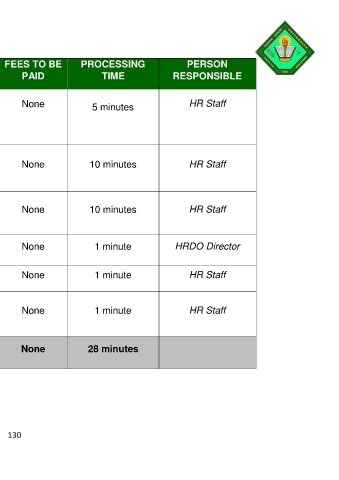 FEES TO BE PAID PROCESSING TIME PERSON RESPONSIBLE
None 5 minutes HR Staff
None 10 minutes HR Staff
None 10 minutes HR Staff
None 1 minute HRDO Director
None 1 minute HR Staff
None 1 minute HR Staff
None 28 minutes
130